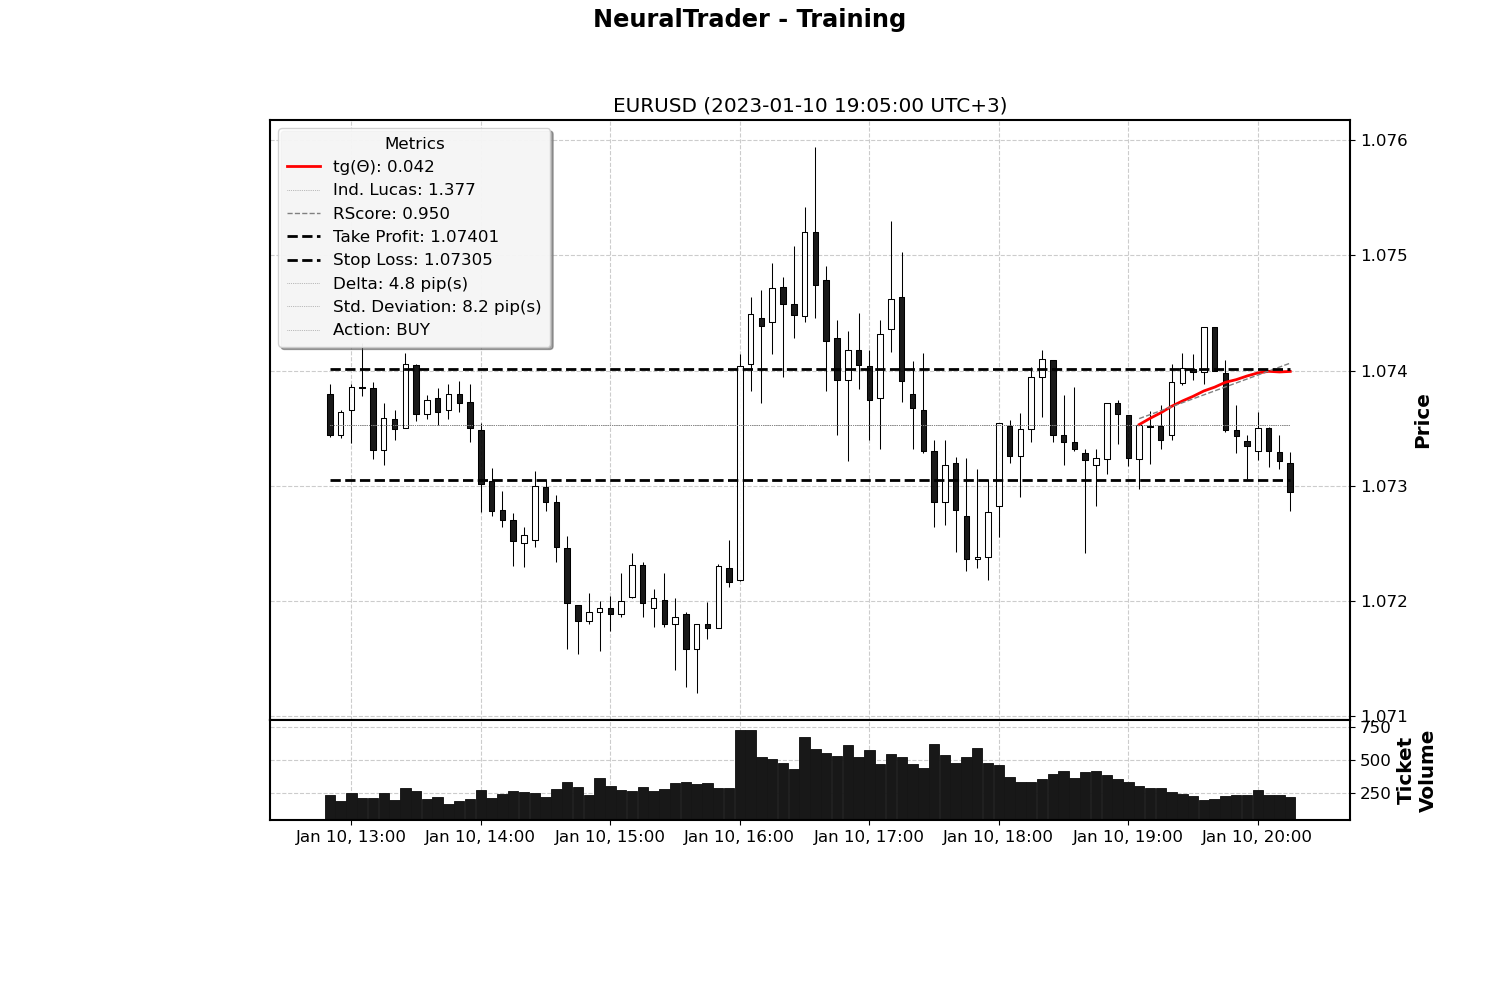 NeuralTrader - Training
EURUSD (2023-01-10 19:05:00 UTC+3)
Metrics
tg(Θ): 0.042
Ind. Lucas: 1.377
RScore: 0.950
Take Profit: 1.07401
Stop Loss: 1.07305
Delta: 4.8 pip(s)
Std. Deviation: 8.2 pip(s)
Action: BUY
1.076
1.075
1.074
1.073
1.072
1.071
Price
750
500
250
Ticket
Volume
Jan 10, 13:00
Jan 10, 14:00
Jan 10, 15:00
Jan 10, 16:00
Jan 10, 17:00
Jan 10, 18:00
Jan 10, 19:00
Jan 10, 20:00